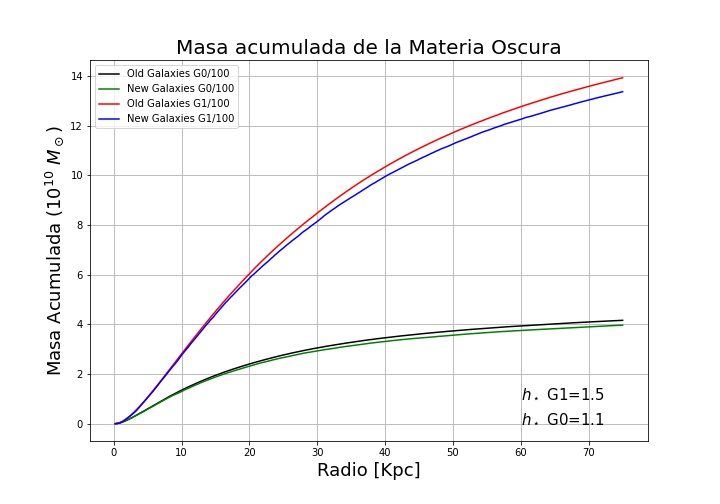 Masa acumulada de la Materia Oscura
Old Galaxies G0/100
New Galaxies G0/100
Old Galaxies G1/100
New Galaxies G1/100
Masa Acumulada (10¹⁰ M⊙)
14
12
10
8
6
4
2
0
h. G1=1.5
h. G0=1.1
0 10 20 30 40 50 60 70
Radio [Kpc]